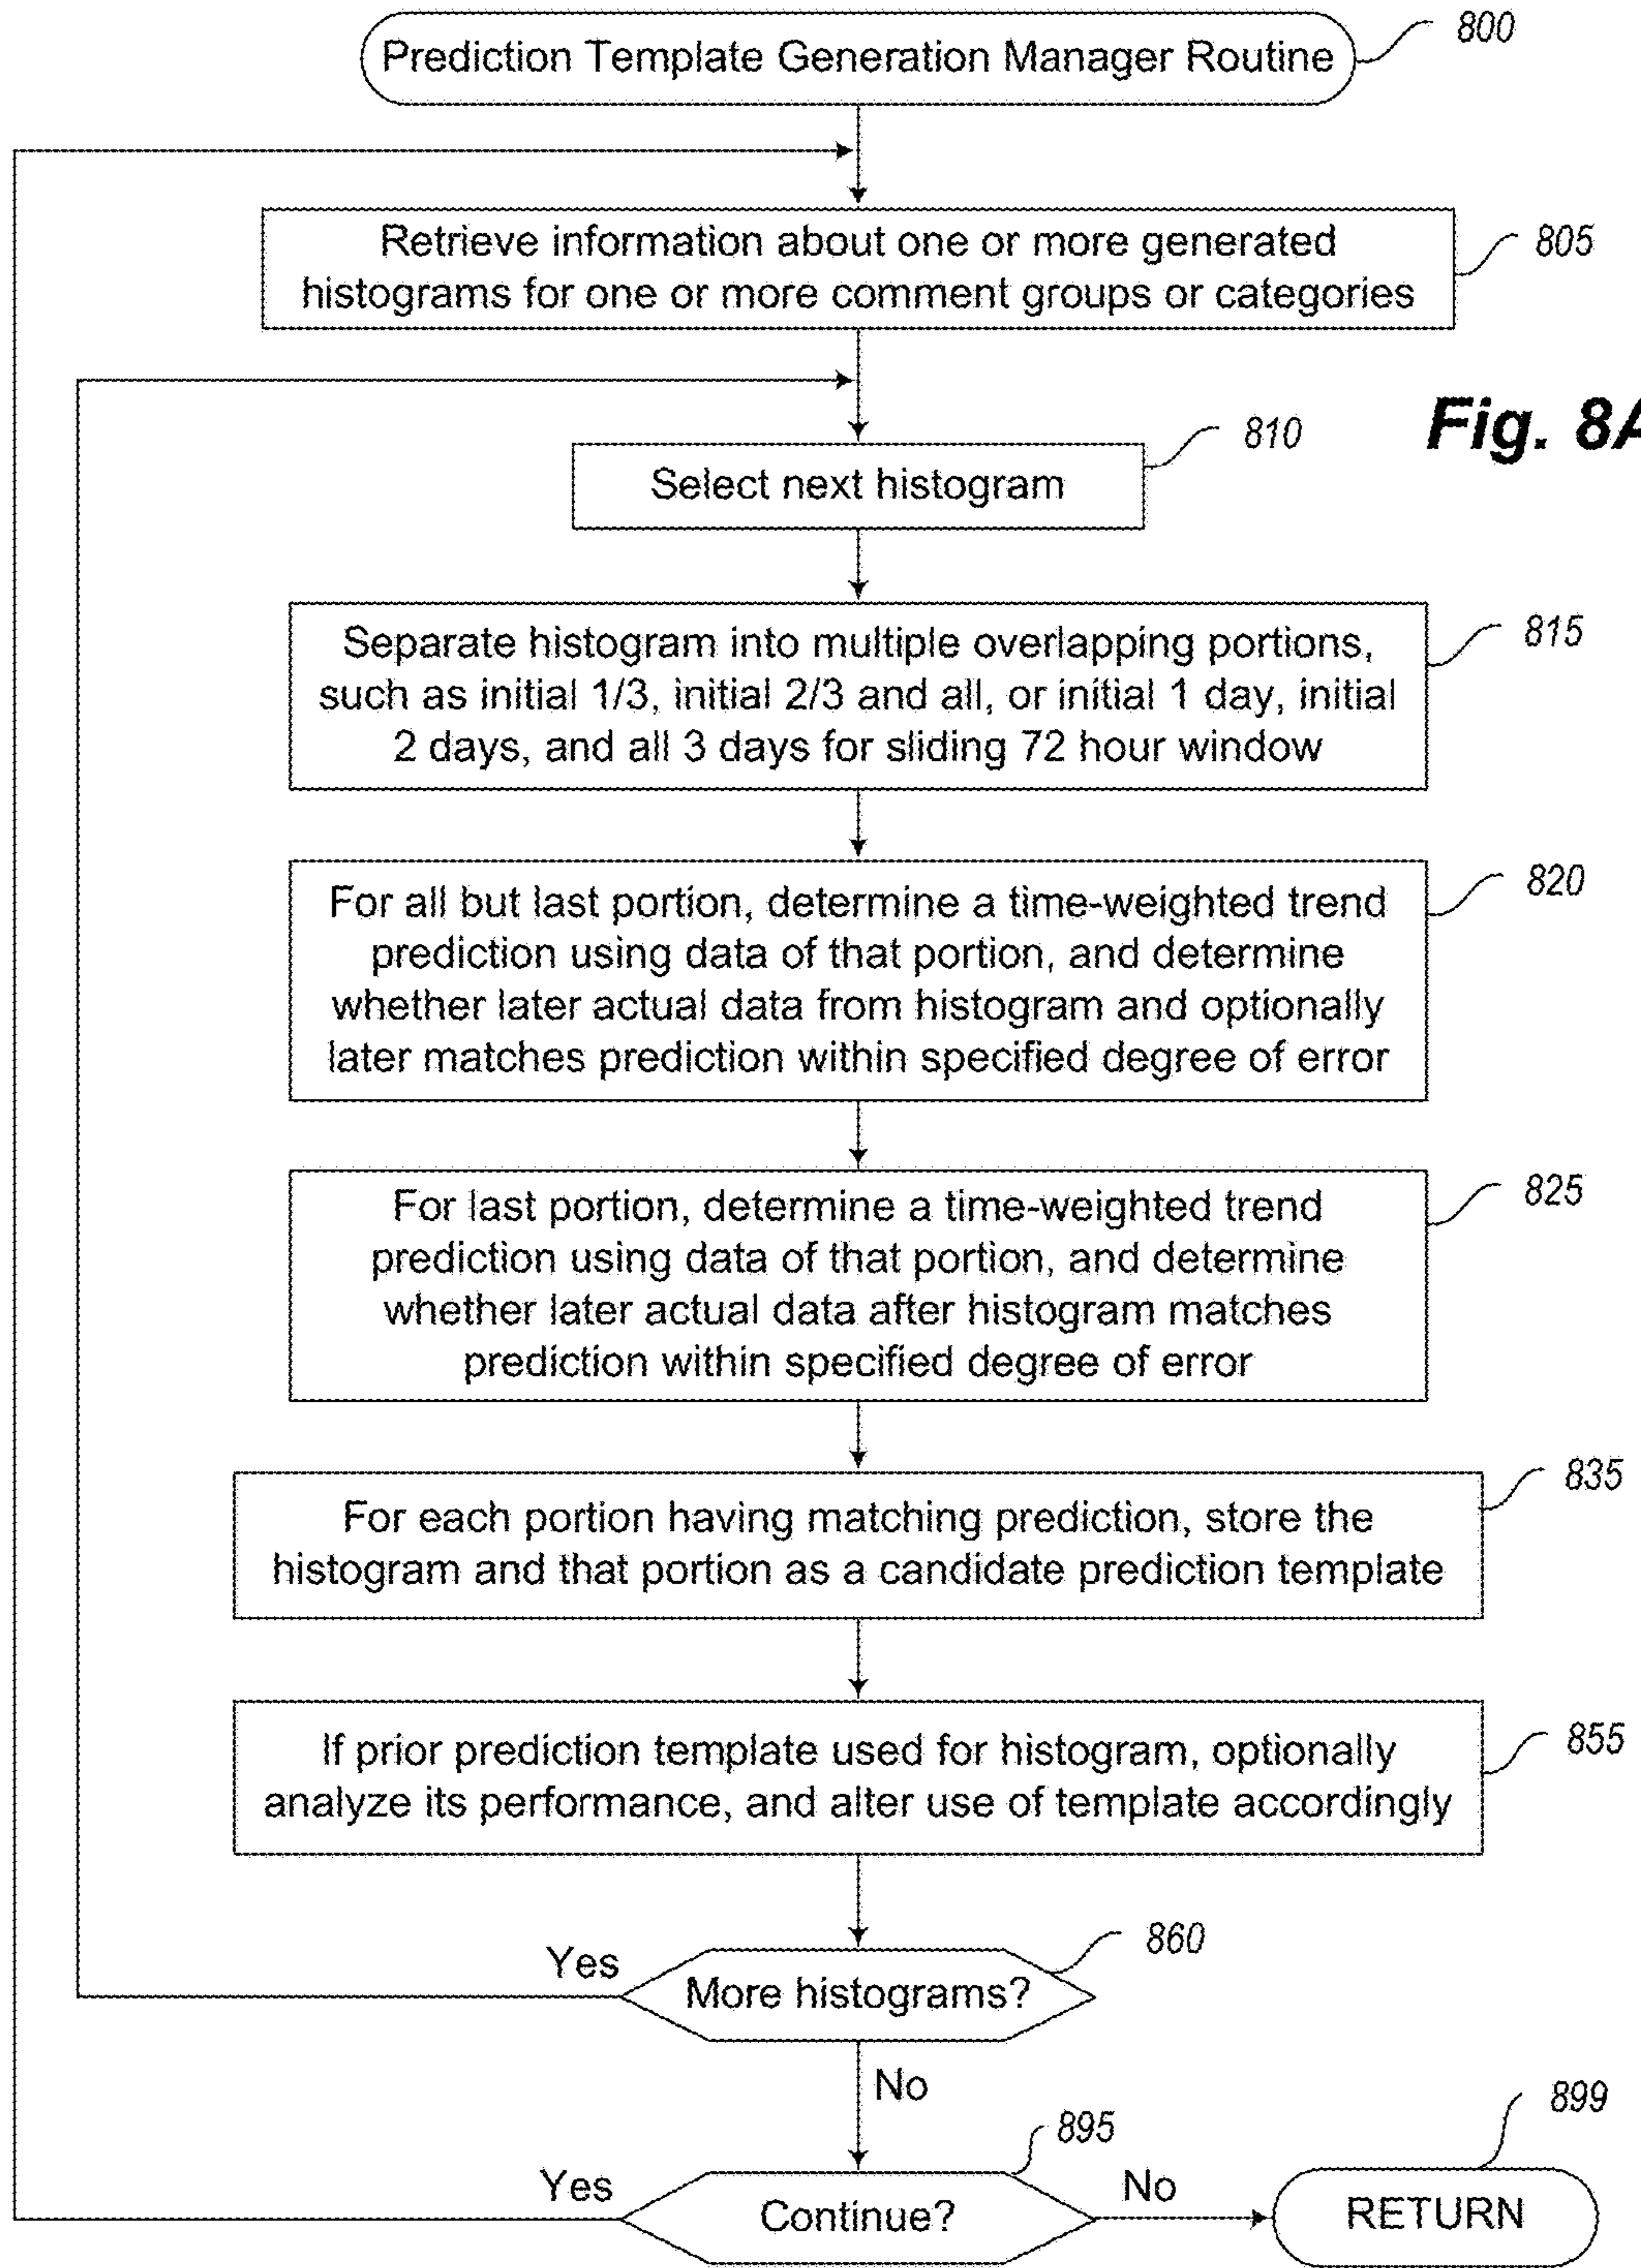 Prediction Template Generation Manager Routine
800
Retrieve information about one or more generated
histograms for one or more comment groups or categories
805
Fig. 8A
Select next histogram
810
Separate histogram into multiple overlapping portions,
such as initial 1/3, initial 2/3 and all, or initial 1 day, initial
2 days, and all 3 days for sliding 72 hour window
815
For all but last portion, determine a time-weighted trend
prediction using data of that portion, and determine
whether later actual data from histogram and optionally
later matches prediction within specified degree of error
820
For last portion, determine a time-weighted trend
prediction using data of that portion, and determine
whether later actual data after histogram matches
prediction within specified degree of error
825
For each portion having matching prediction, store the
histogram and that portion as a candidate prediction template
835
If prior prediction template used for histogram, optionally
analyze its performance, and alter use of template accordingly
855
Yes
More histograms?
860
No
Yes
Continue?
895
No
RETURN
899